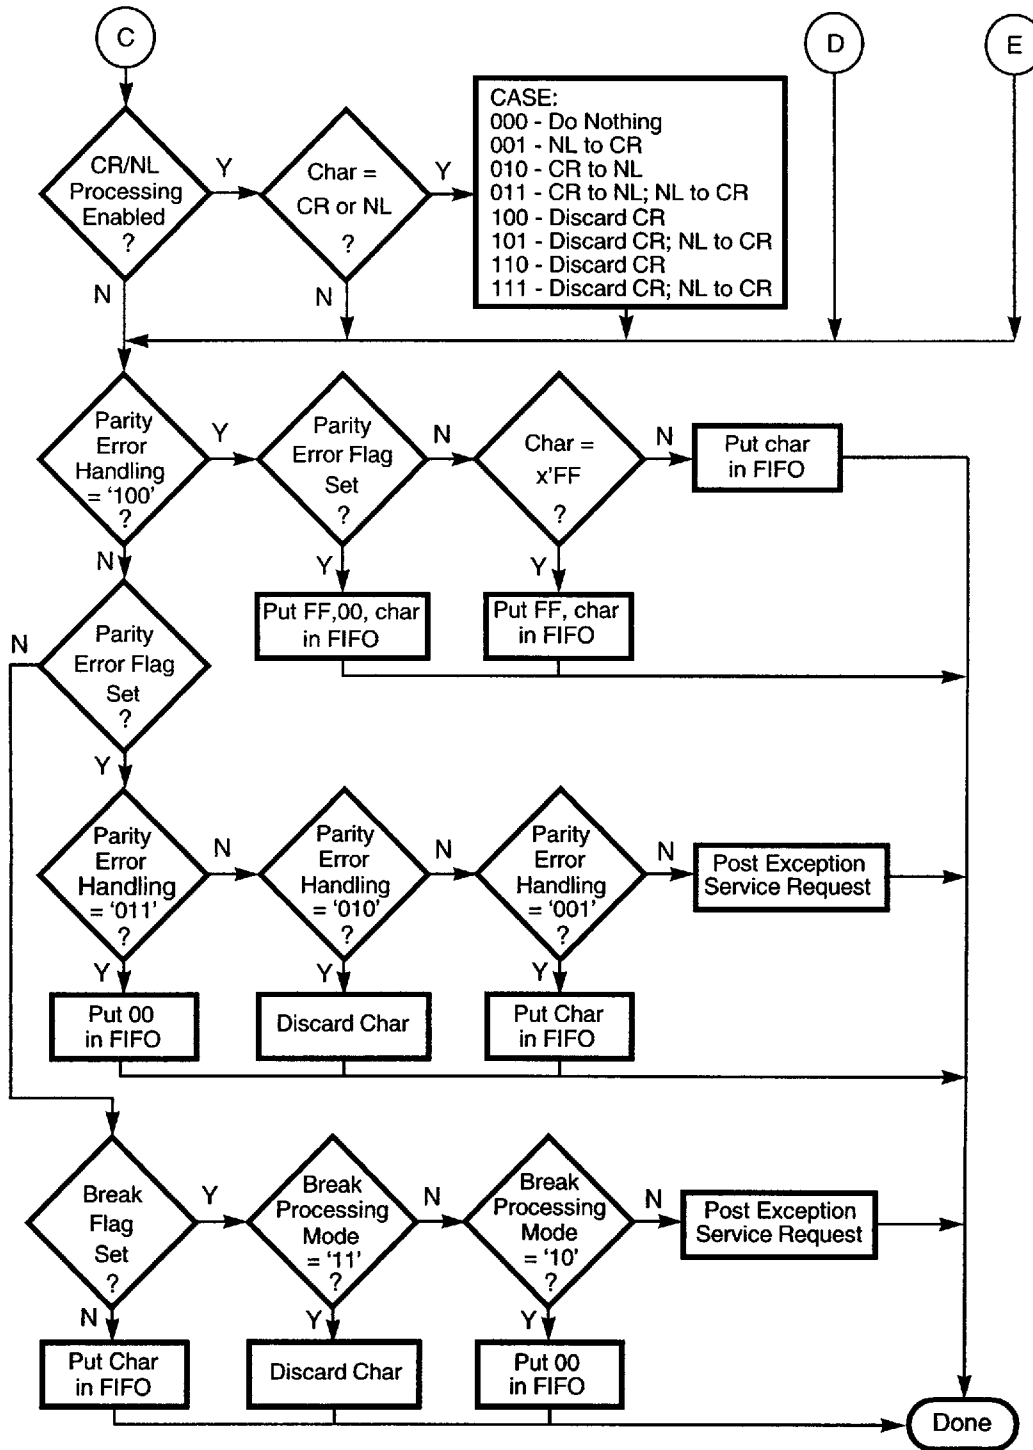 C
D
E
CR/NL
Processing
Enabled
?
Y
N
Char =
CR or NL
?
Y
N
CASE:
000 - Do Nothing
001 - NL to CR
010 - CR to NL
011 - CR to NL; NL to CR
100 - Discard CR
101 - Discard CR; NL to CR
110 - Discard CR
111 - Discard CR; NL to CR
Parity
Error
Handling
= ‘100’
?
Y
N
Parity
Error Flag
Set
?
N
Y
Char =
x’FF
?
N
Y
Put char
in FIFO
Put FF,00, char
in FIFO
Put FF, char
in FIFO
N
Parity
Error Flag
Set
?
Y
Parity
Error
Handling
= ‘011’
?
N
Y
Parity
Error
Handling
= ‘010’
?
N
Y
Parity
Error
Handling
= ‘001’
?
N
Y
Post Exception
Service Request
Put 00
in FIFO
Discard Char
Put Char
in FIFO
Break
Flag
Set
?
Y
N
Break
Processing
Mode
= ‘11’
?
N
Y
Break
Processing
Mode
= ‘10’
?
N
Y
Post Exception
Service Request
Put Char
in FIFO
Discard Char
Put 00
in FIFO
Done